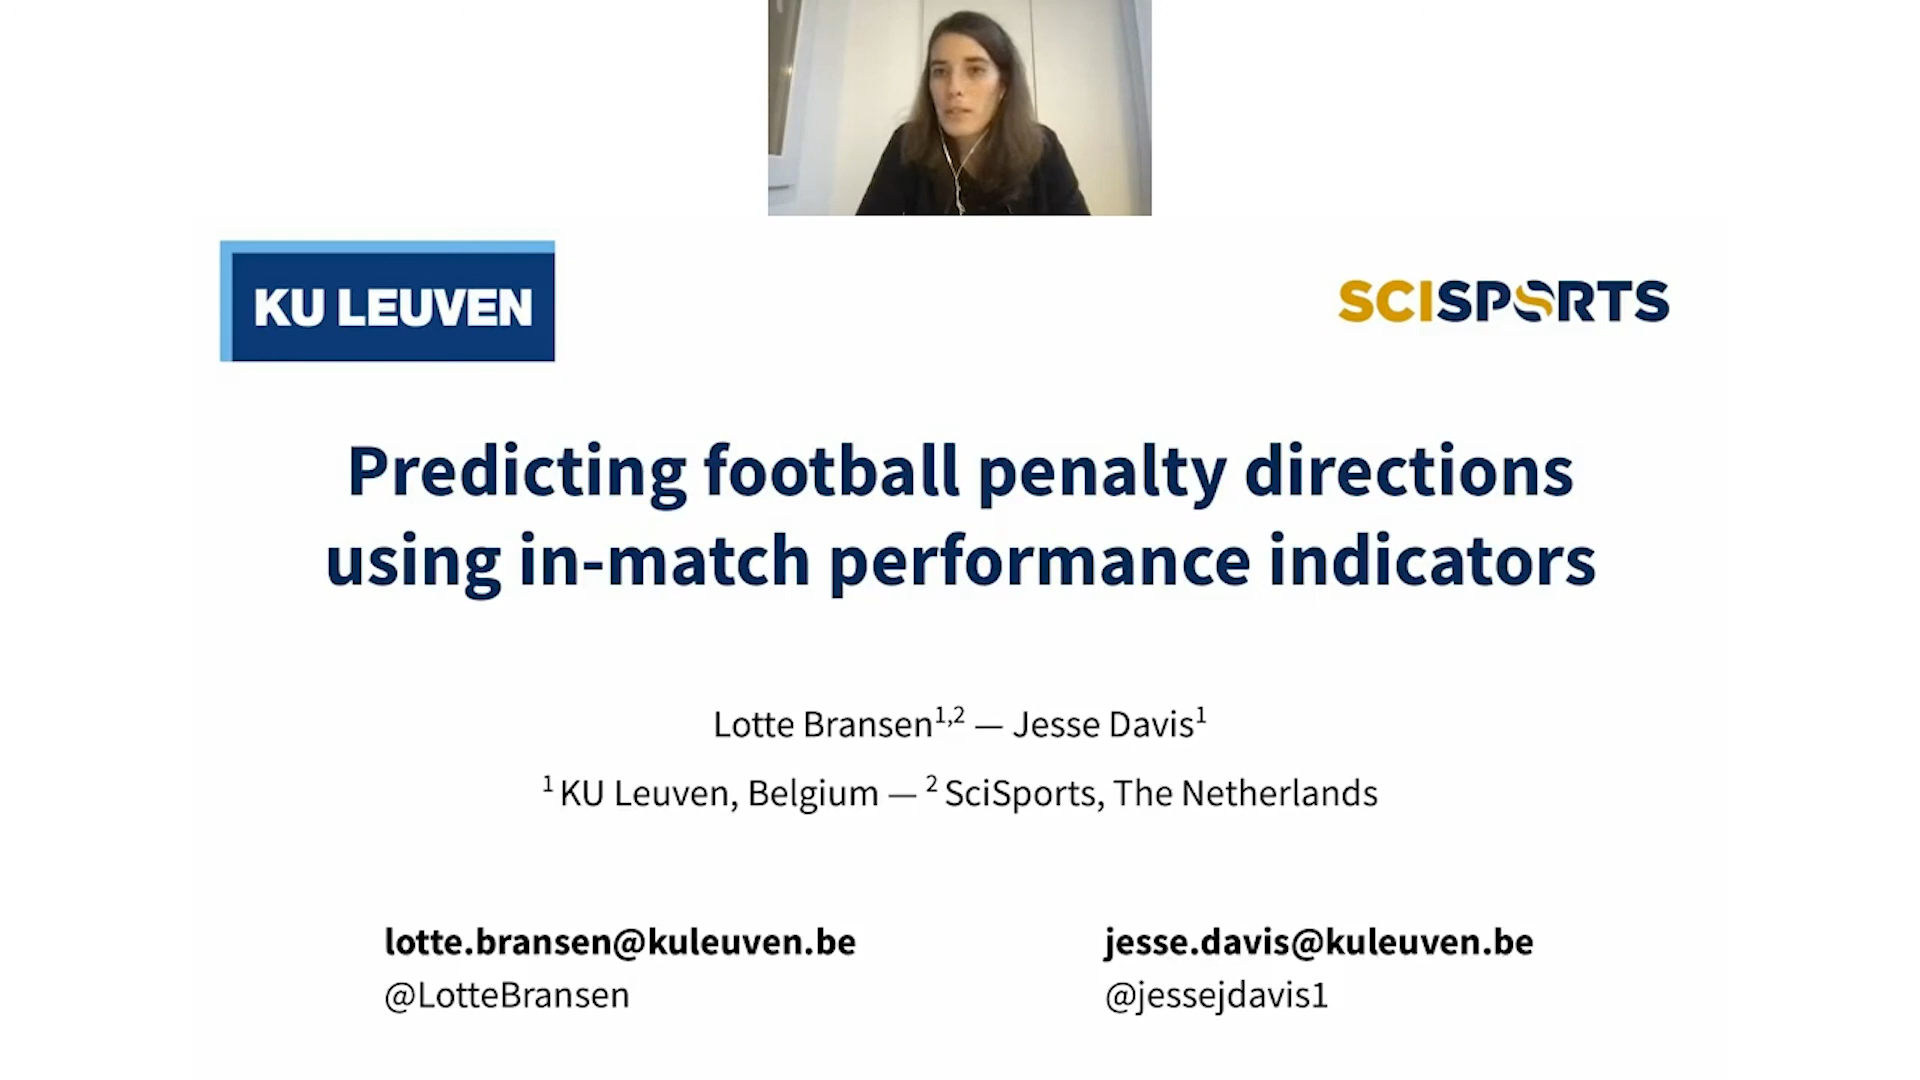 KU LEUVEN
SCISPORTS
Predicting football penalty directions
using in-match performance indicators
Lotte Bransen¹,² — Jesse Davis¹
¹ KU Leuven, Belgium — ² SciSports, The Netherlands
lotte.bransen@kuleuven.be
@LotteBransen
jesse.davis@kuleuven.be
@jessejdavis1